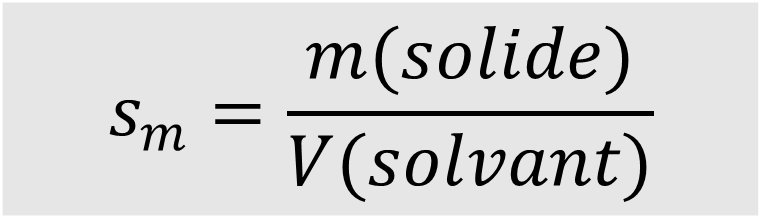 s_m = m(solide) / V(solvant)